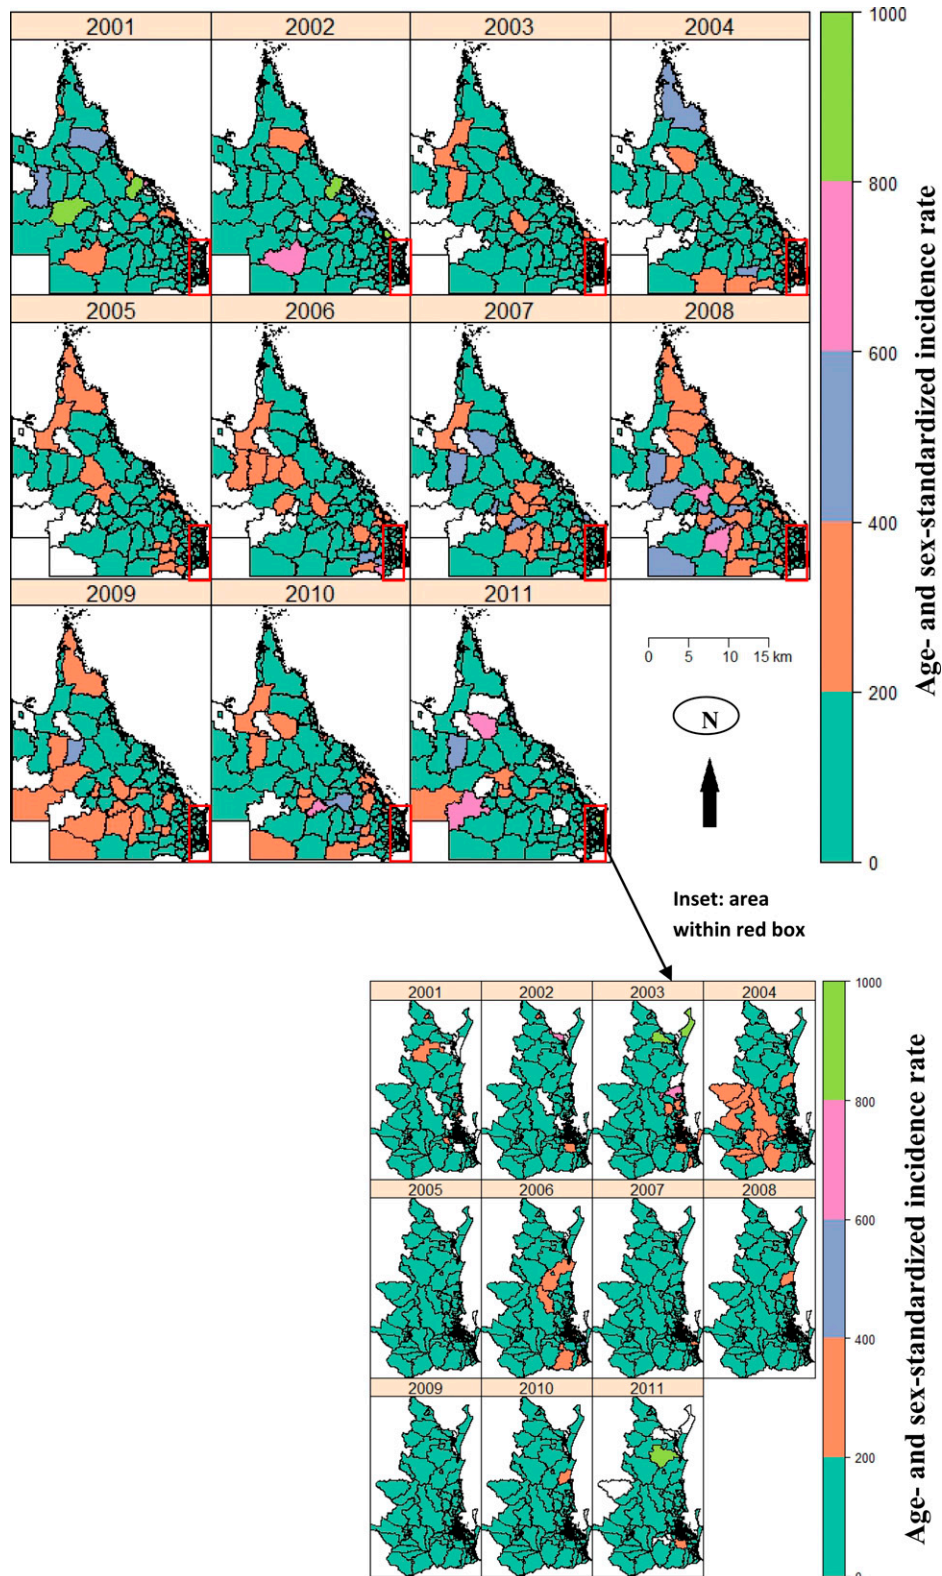 2001 2002 2003 2004
2005 2006 2007 2008
2009 2010 2011
1000
800
600
400
200
0
Age- and sex-standardized incidence rate
0 5 10 15 km
N
Inset: area
within red box
2001 2002 2003 2004
2005 2006 2007 2008
2009 2010 2011
1000
800
600
400
200
0
Age- and sex-standardized incidence rate